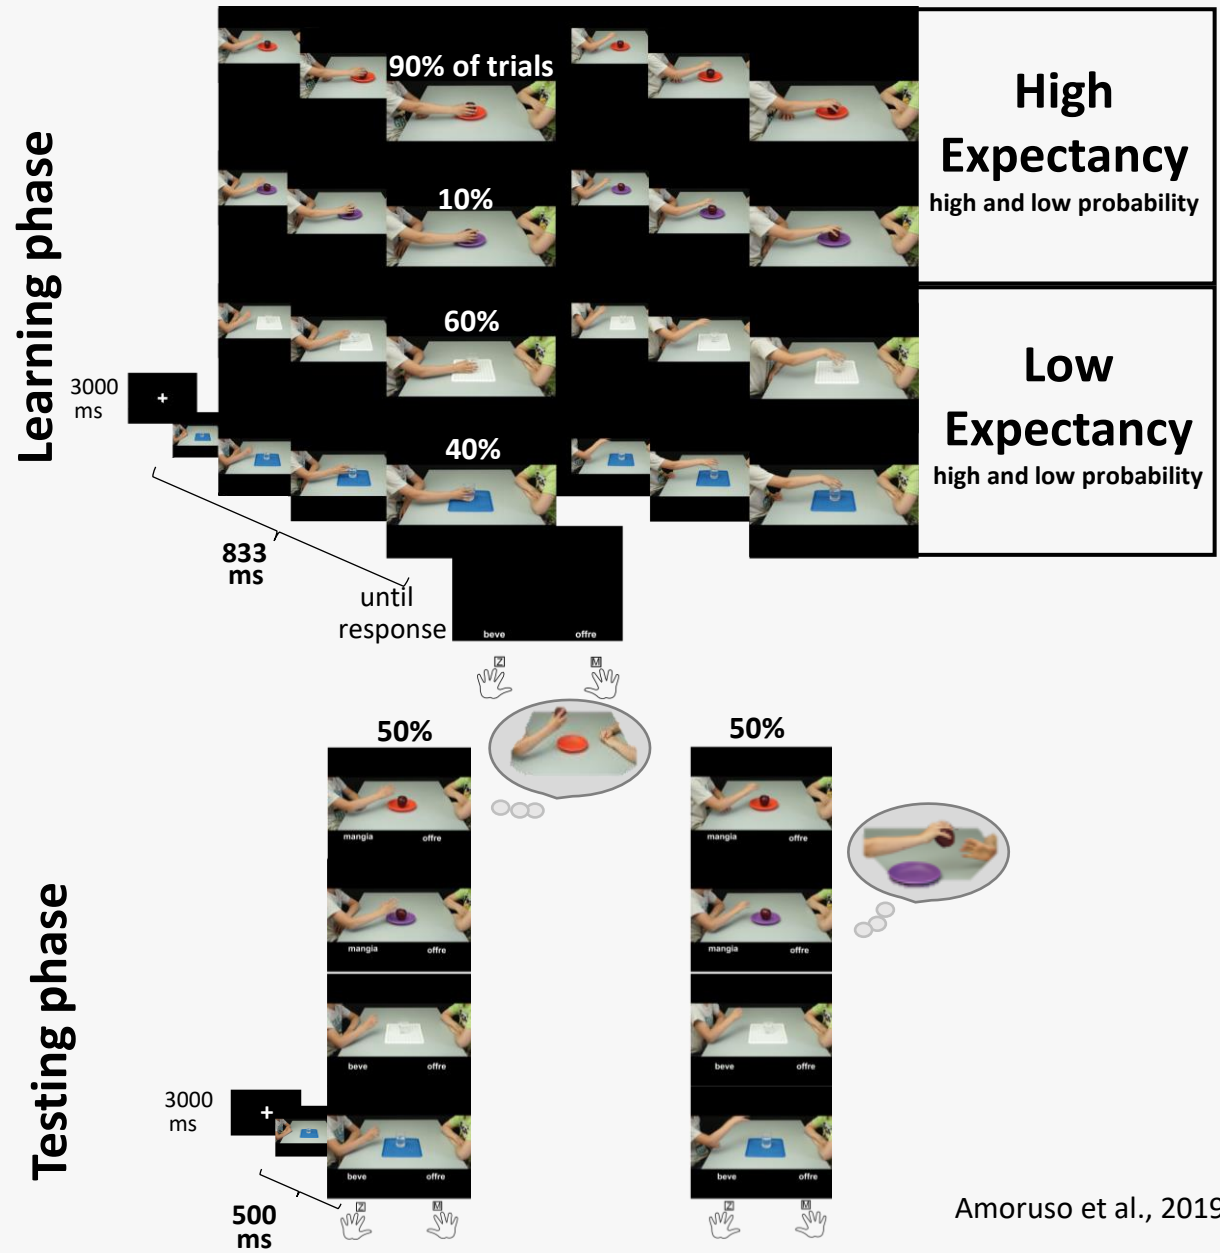 Learning phase
90% of trials
10%
60%
40%
High
Expectancy
high and low probability
Low
Expectancy
high and low probability
3000
ms
+
833
ms
until
response
beve offre
Z M
Testing phase
50% 50%
mangia offre mangia offre
mangia offre mangia offre
beve offre beve offre
3000
ms
+
beve offre beve offre
Z M Z M
500
ms
Amoruso et al., 2019